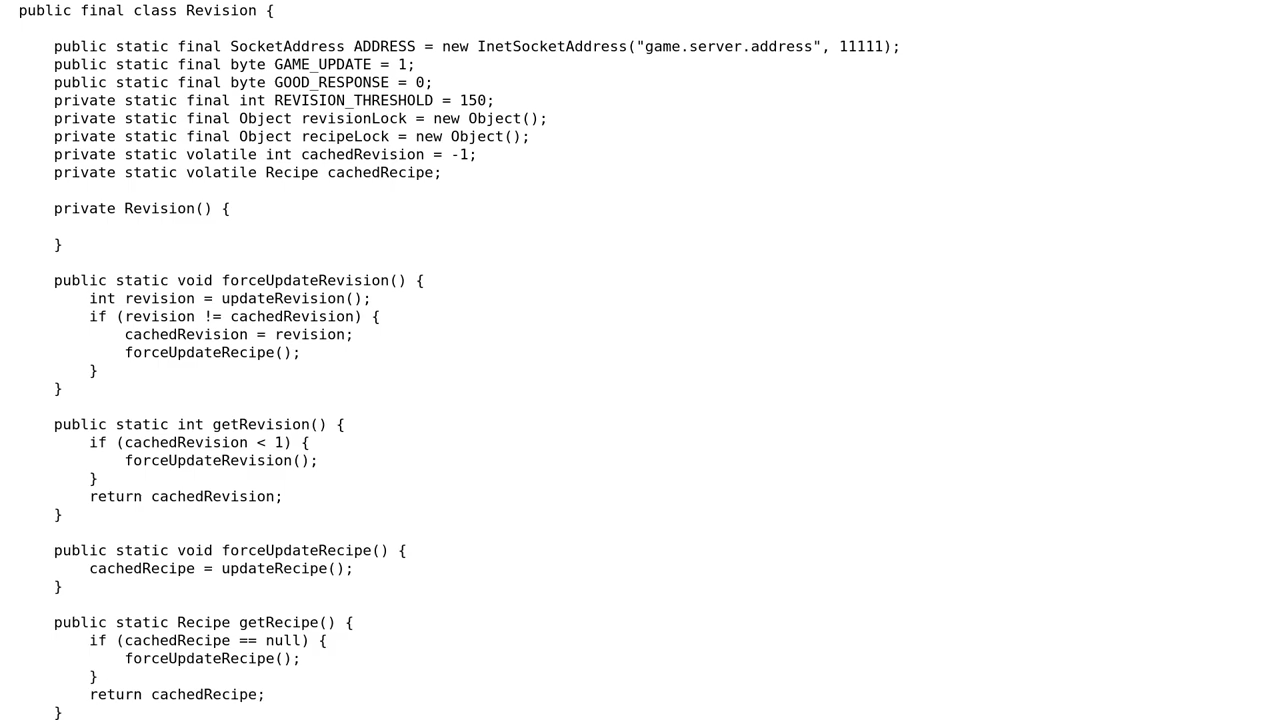 public final class Revision {
public static final SocketAddress ADDRESS = new InetSocketAddress("game.server.address", 11111);
public static final byte GAME_UPDATE = 1;
public static final byte GOOD_RESPONSE = 0;
private static final int REVISION_THRESHOLD = 150;
private static final Object revisionLock = new Object();
private static final Object recipeLock = new Object();
private static volatile int cachedRevision = -1;
private static volatile Recipe cachedRecipe;
private Revision() {
}
public static void forceUpdateRevision() {
int revision = updateRevision();
if (revision != cachedRevision) {
cachedRevision = revision;
forceUpdateRecipe();
}
}
public static int getRevision() {
if (cachedRevision < 1) {
forceUpdateRevision();
}
return cachedRevision;
}
public static void forceUpdateRecipe() {
cachedRecipe = updateRecipe();
}
public static Recipe getRecipe() {
if (cachedRecipe == null) {
forceUpdateRecipe();
}
return cachedRecipe;
}